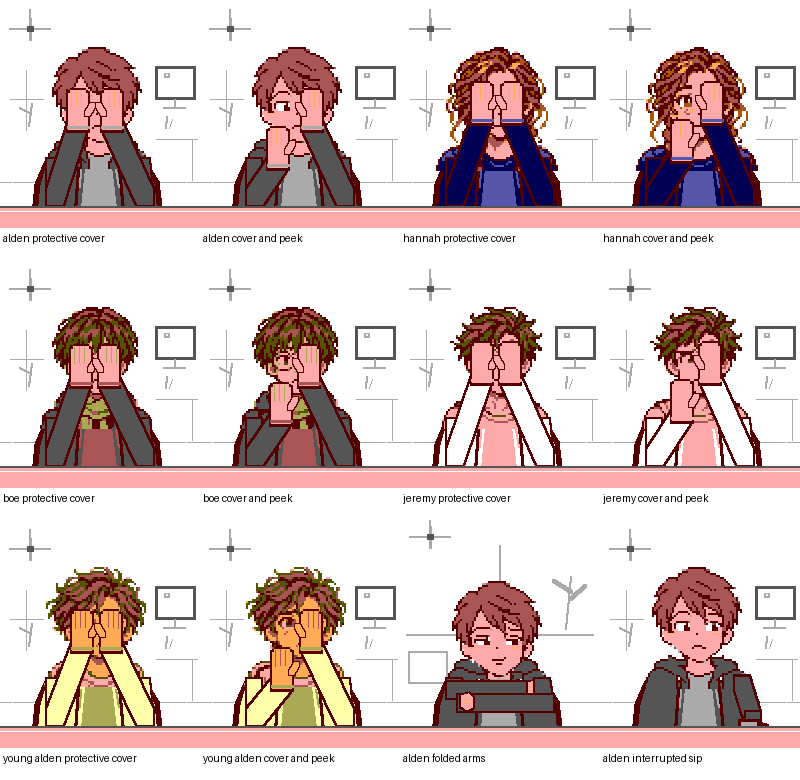 alden protective cover
alden cover and peek
hannah protective cover
hannah cover and peek
boe protective cover
boe cover and peek
jeremy protective cover
jeremy cover and peek
young alden protective cover
young alden cover and peek
alden folded arms
alden interrupted sip